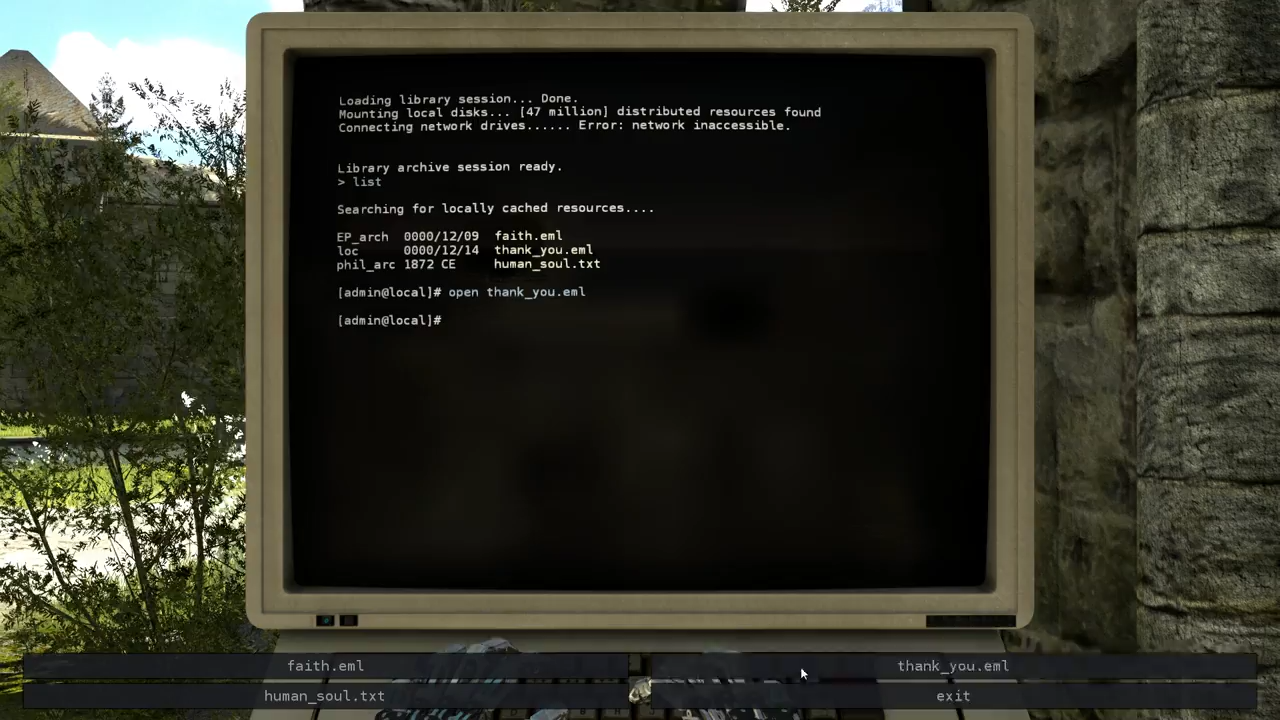 Loading library session... Done.
Mounting local disks... [47 million] distributed resources found
Connecting network drives...... Error: network inaccessible.
Library archive session ready.
> list
Searching for locally cached resources....
EP_arch 0000/12/09 faith.eml
loc 0000/12/14 thank_you.eml
phil_arc 1872 CE human_soul.txt
[admin@local]# open thank_you.eml
[admin@local]#
faith.eml thank_you.eml
human_soul.txt exit